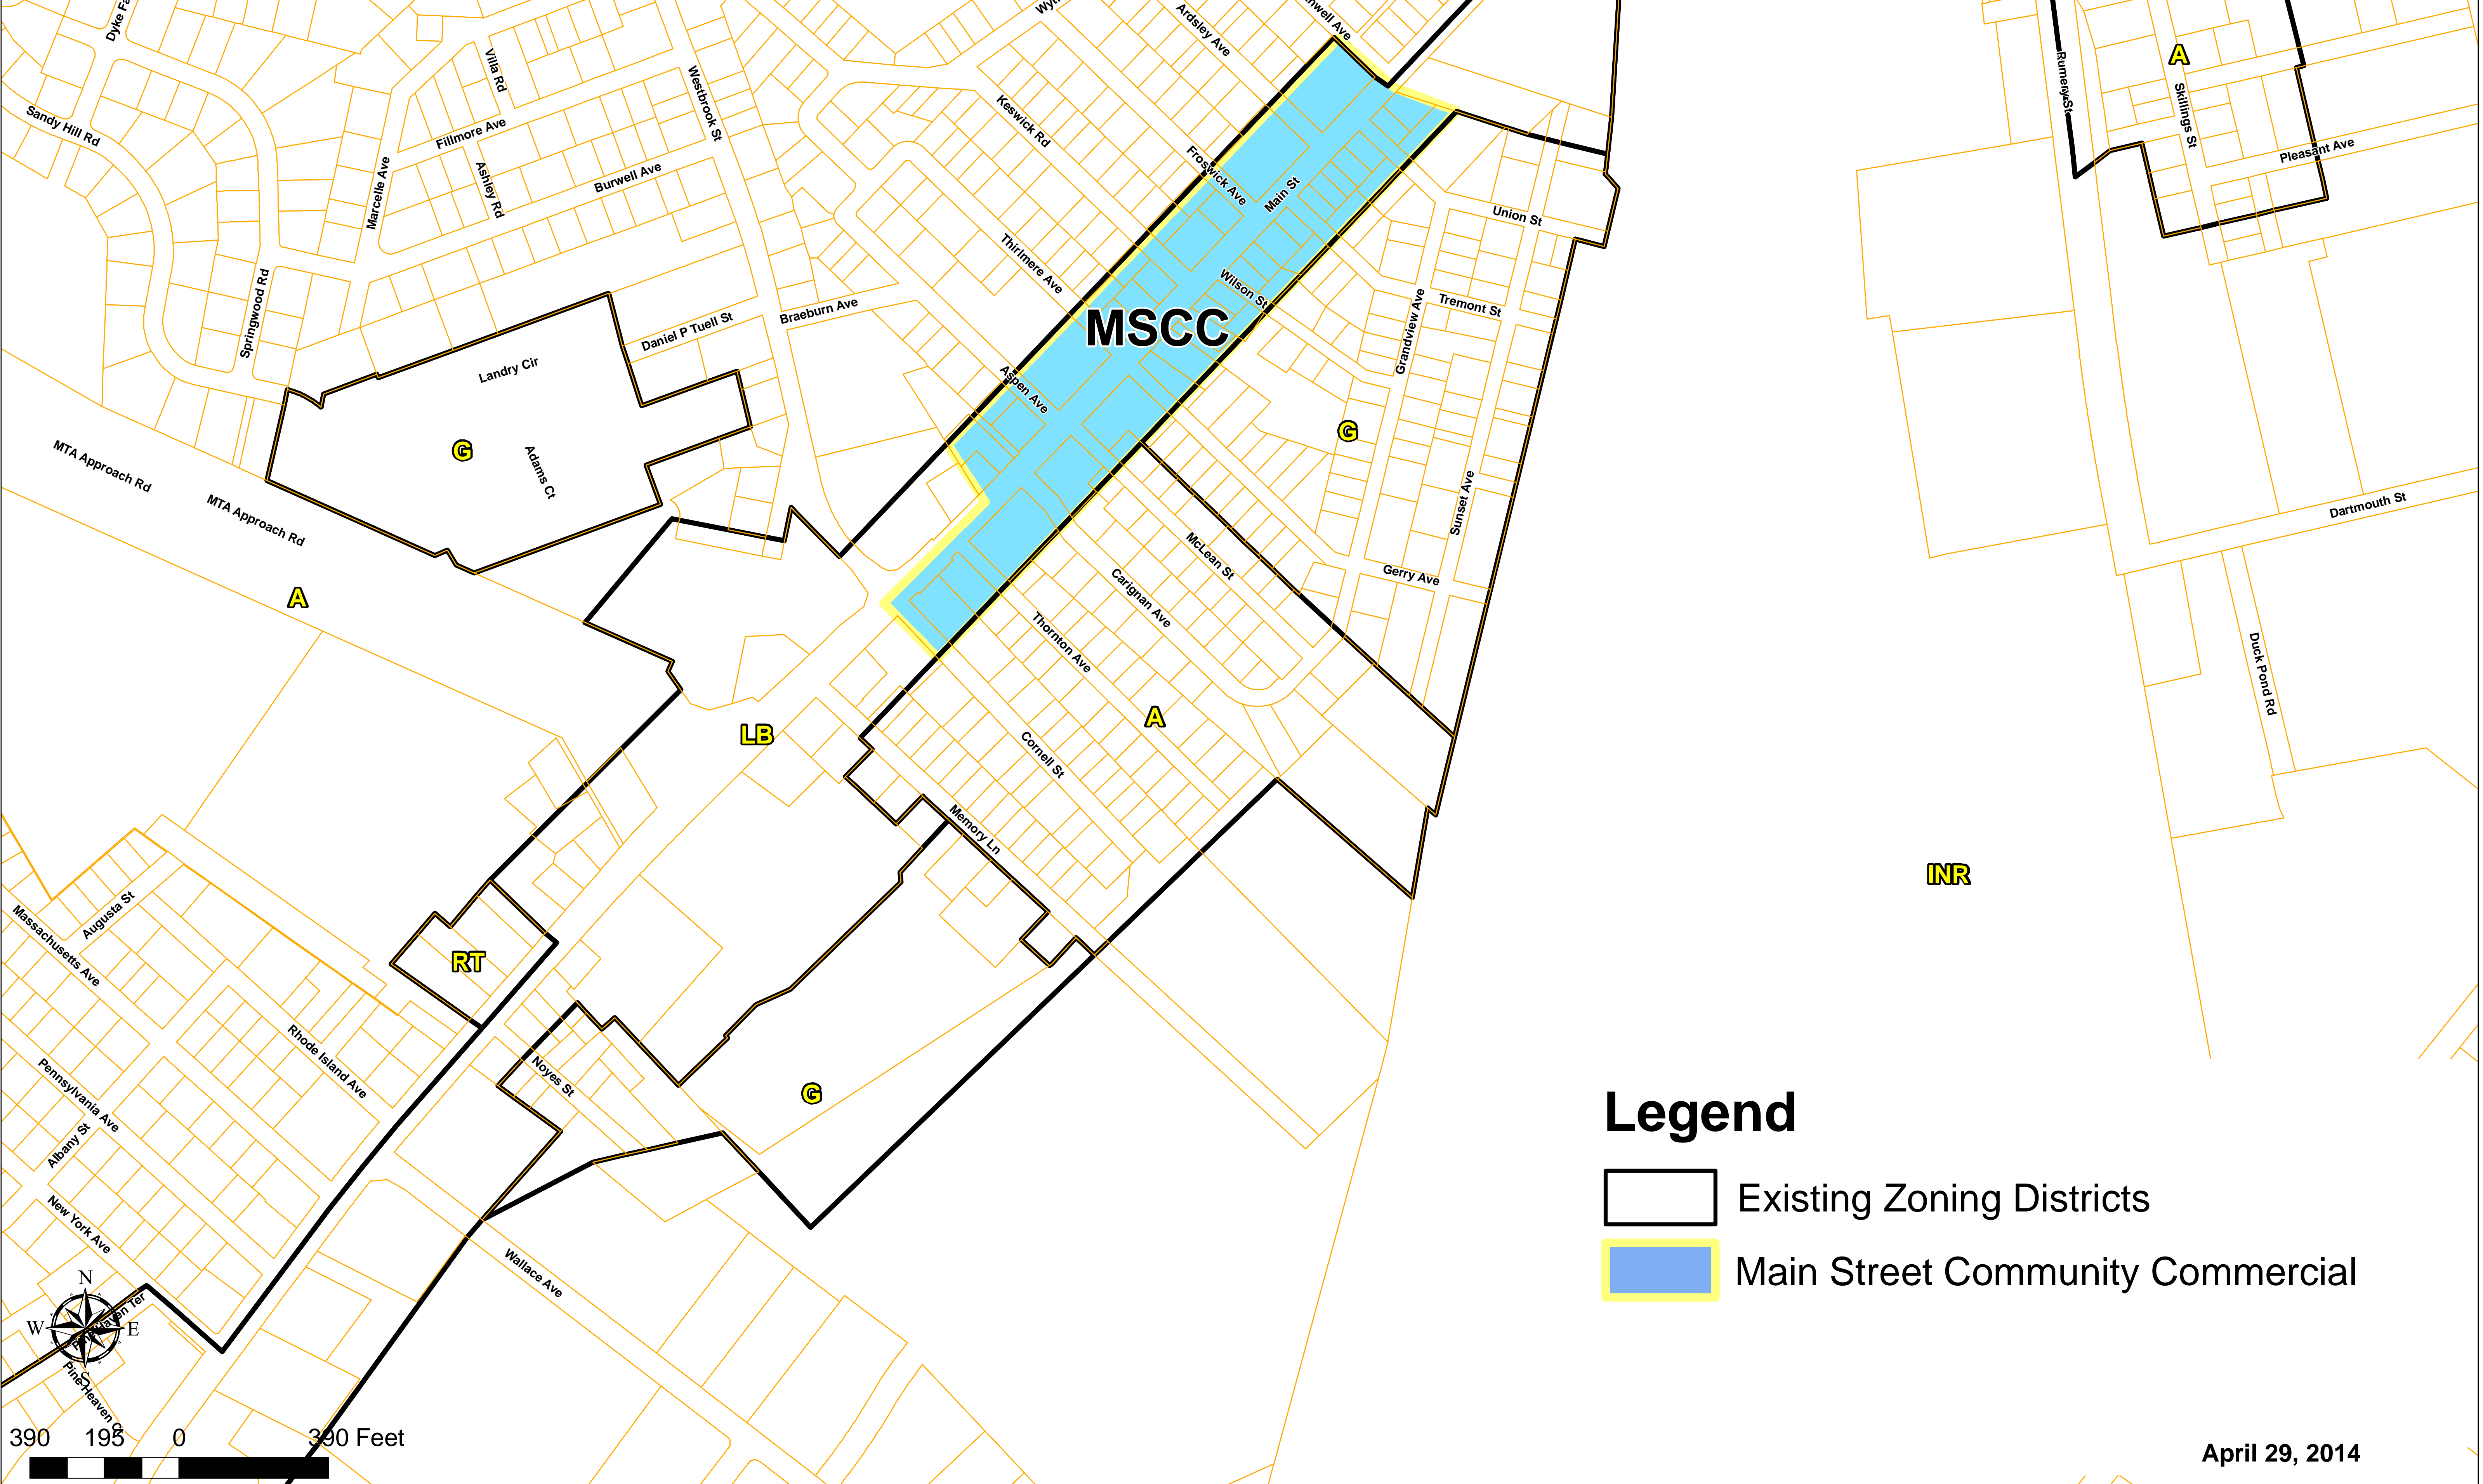 Ardsley Ave
Villa Rd
Westbrook St
Rumery St
A
Skillings St
Sandy Hill Rd
Fillmore Ave
Keswick Rd
Pleasant Ave
Marcelle Ave
Ashley Rd
Burwell Ave
Froswick Ave
Main St
Union St
Thirlmere Ave
Springwood Rd
Daniel P Tuell St
Braeburn Ave
Wilson St
Tremont St
MSCC
Grandview Ave
Landry Cir
Aspen Ave
G
G
Adams Ct
MTA Approach Rd
MTA Approach Rd
Sunset Ave
Dartmouth St
McLean St
Gerry Ave
Carignan Ave
A
Thornton Ave
Duck Pond Rd
A
LB
Cornell St
Memory Ln
INR
Augusta St
Massachusetts Ave
RT
Rhode Island Ave
Noyes St
G
Pennsylvania Ave
Albany St
New York Ave
Wallace Ave
Legend
Existing Zoning Districts
Main Street Community Commercial
N
W
E
S
390 195 0 390 Feet
April 29, 2014